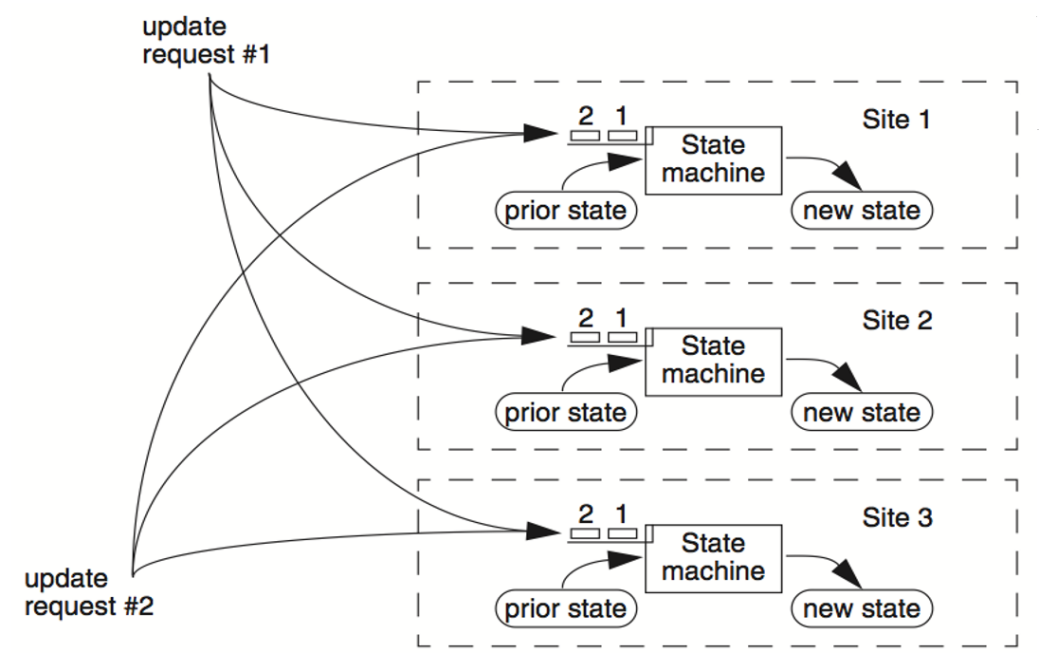 update
request #1
2 1
Site 1
State
machine
prior state
new state
2 1
Site 2
State
machine
prior state
new state
2 1
Site 3
State
machine
prior state
new state
update
request #2